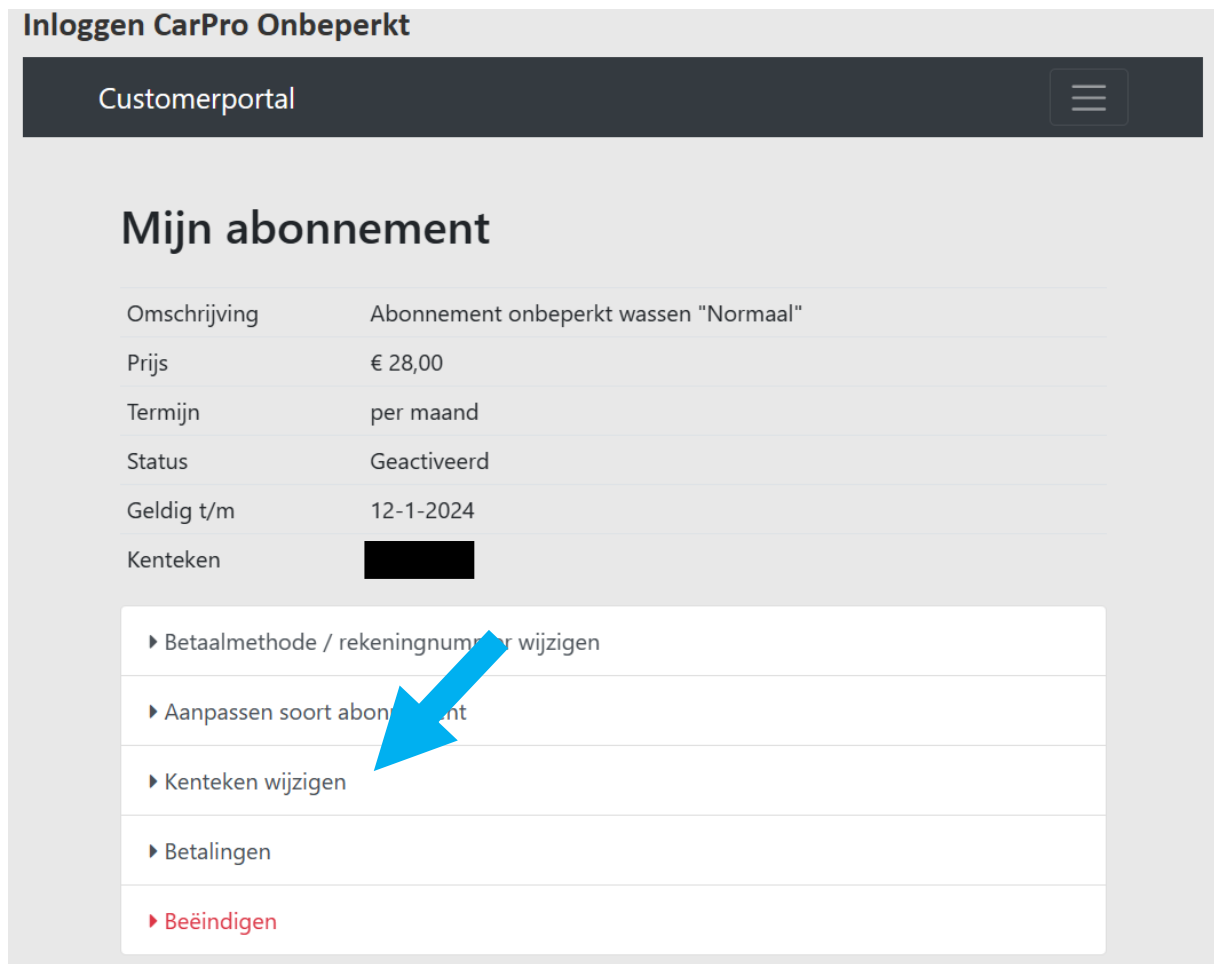 Inloggen CarPro Onbeperkt
Customerportal
Mijn abonnement
Omschrijving Abonnement onbeperkt wassen "Normaal"
Prijs € 28,00
Termijn per maand
Status Geactiveerd
Geldig t/m 12-1-2024
Kenteken
Betaalmethode / rekeningnummer wijzigen
Aanpassen soort abonnement
Kenteken wijzigen
Betalingen
Beëindigen